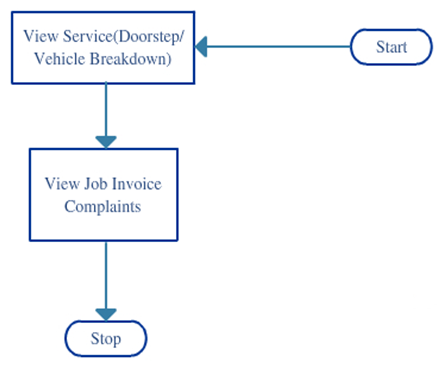 View Service(Doorstep/
Vehicle Breakdown)
Start
View Job Invoice
Complaints
Stop